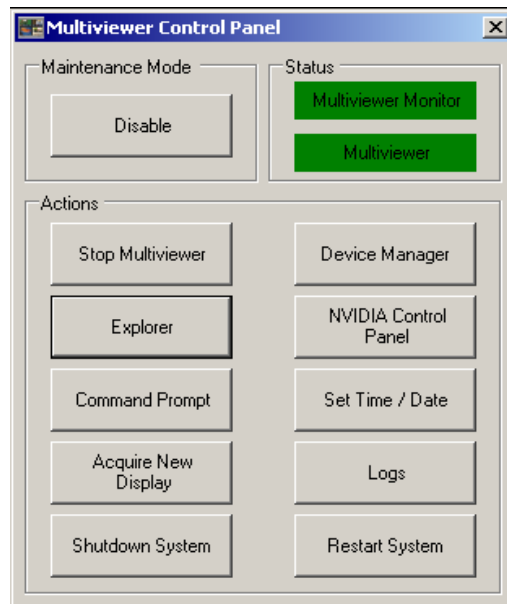 Multiviewer Control Panel
Maintenance Mode
Disable
Status
Multiviewer Monitor
Multiviewer
Actions
Stop Multiviewer
Device Manager
Explorer
NVIDIA Control
Panel
Command Prompt
Set Time / Date
Acquire New
Display
Logs
Shutdown System
Restart System